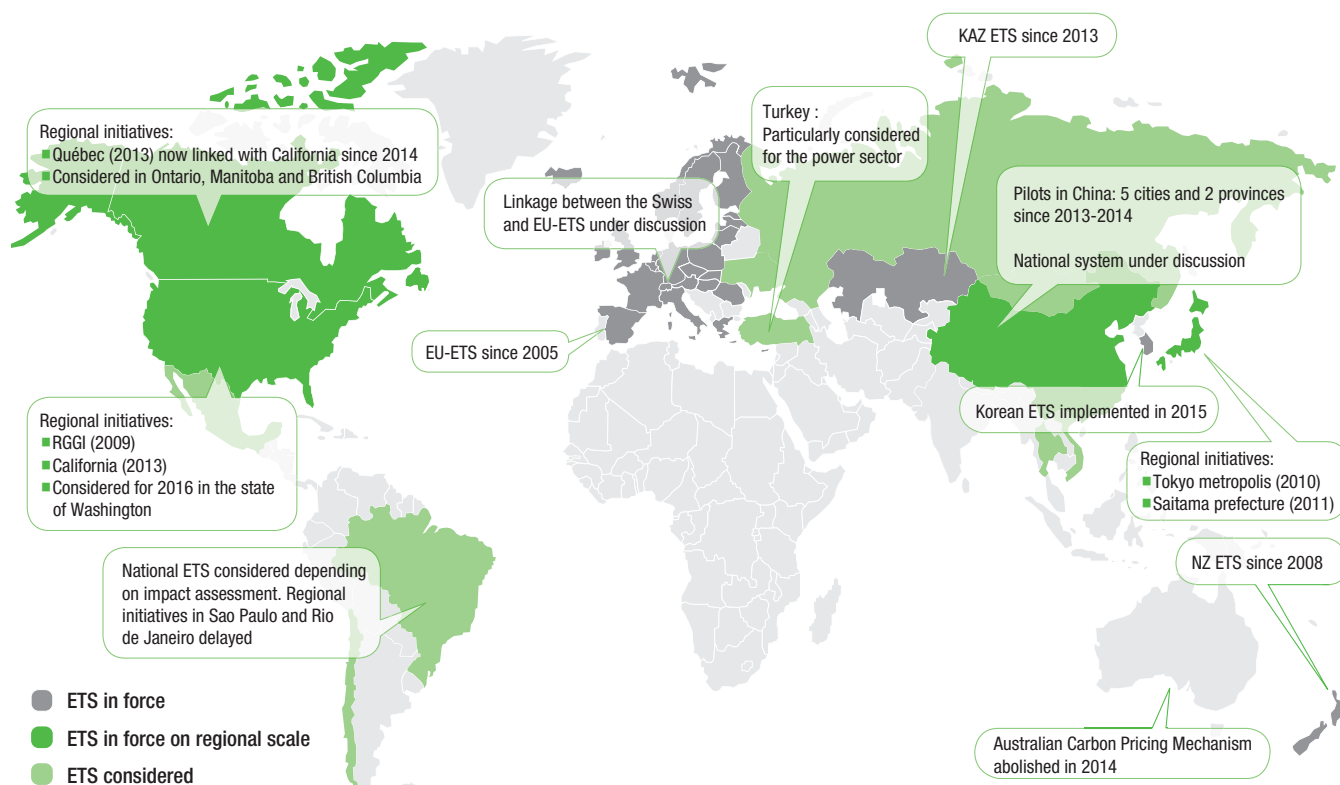 KAZ ETS since 2013
Regional initiatives:
Québec (2013) now linked with California since 2014
Considered in Ontario, Manitoba and British Columbia
Turkey :
Particularly considered
for the power sector
Linkage between the Swiss
and EU-ETS under discussion
Pilots in China: 5 cities and 2 provinces
since 2013-2014
National system under discussion
EU-ETS since 2005
Korean ETS implemented in 2015
Regional initiatives:
RGGI (2009)
California (2013)
Considered for 2016 in the state
of Washington
Regional initiatives:
Tokyo metropolis (2010)
Saitama prefecture (2011)
National ETS considered depending
on impact assessment. Regional
initiatives in Sao Paulo and Rio
de Janeiro delayed
NZ ETS since 2008
Australian Carbon Pricing Mechanism
abolished in 2014
ETS in force
ETS in force on regional scale
ETS considered